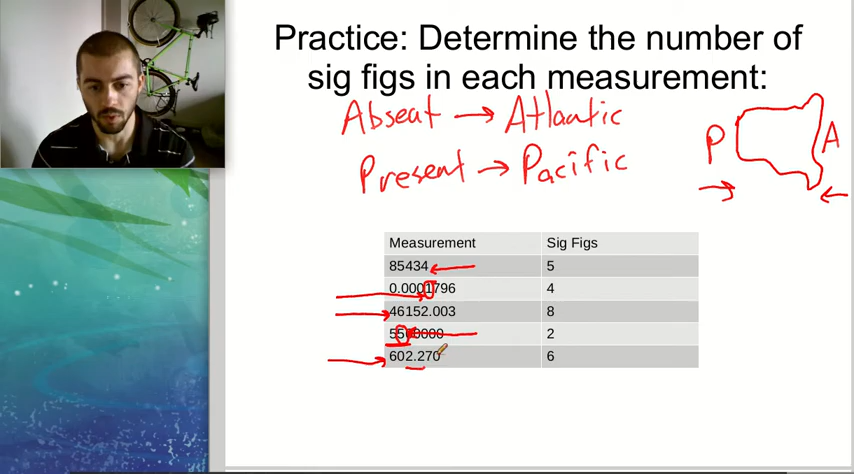 Practice: Determine the number of
sig figs in each measurement:
Absent → Atlantic
Present → Pacific
P A
Measurement Sig Figs
85434 5
0.0001796 4
46152.003 8
5500000 2
602.270 6